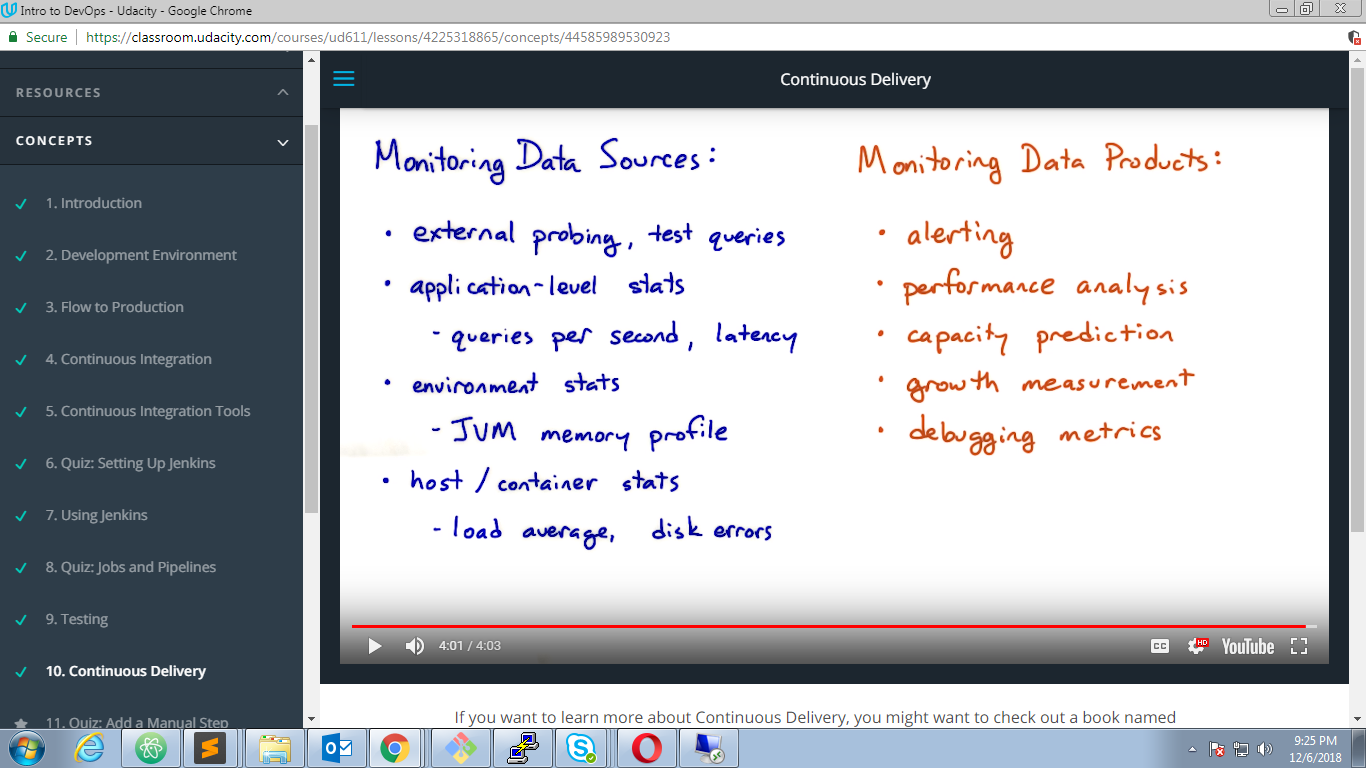 Intro to DevOps - Udacity - Google Chrome
Secure
https://classroom.udacity.com/courses/ud611/lessons/4225318865/concepts/44585989530923
RESOURCES
CONCEPTS
1. Introduction
2. Development Environment
3. Flow to Production
4. Continuous Integration
5. Continuous Integration Tools
6. Quiz: Setting Up Jenkins
7. Using Jenkins
8. Quiz: Jobs and Pipelines
9. Testing
10. Continuous Delivery
11. Quiz: Add a Manual Step
Continuous Delivery
Monitoring Data Sources:
• external probing, test queries
• application-level stats
- queries per second, latency
• environment stats
- JVM memory profile
• host / container stats
- load average, disk errors
Monitoring Data Products:
• alerting
• performance analysis
• capacity prediction
• growth measurement
• debugging metrics
4:01 / 4:03
CC
HD
YouTube
If you want to learn more about Continuous Delivery, you might want to check out a book named
9:25 PM
12/6/2018